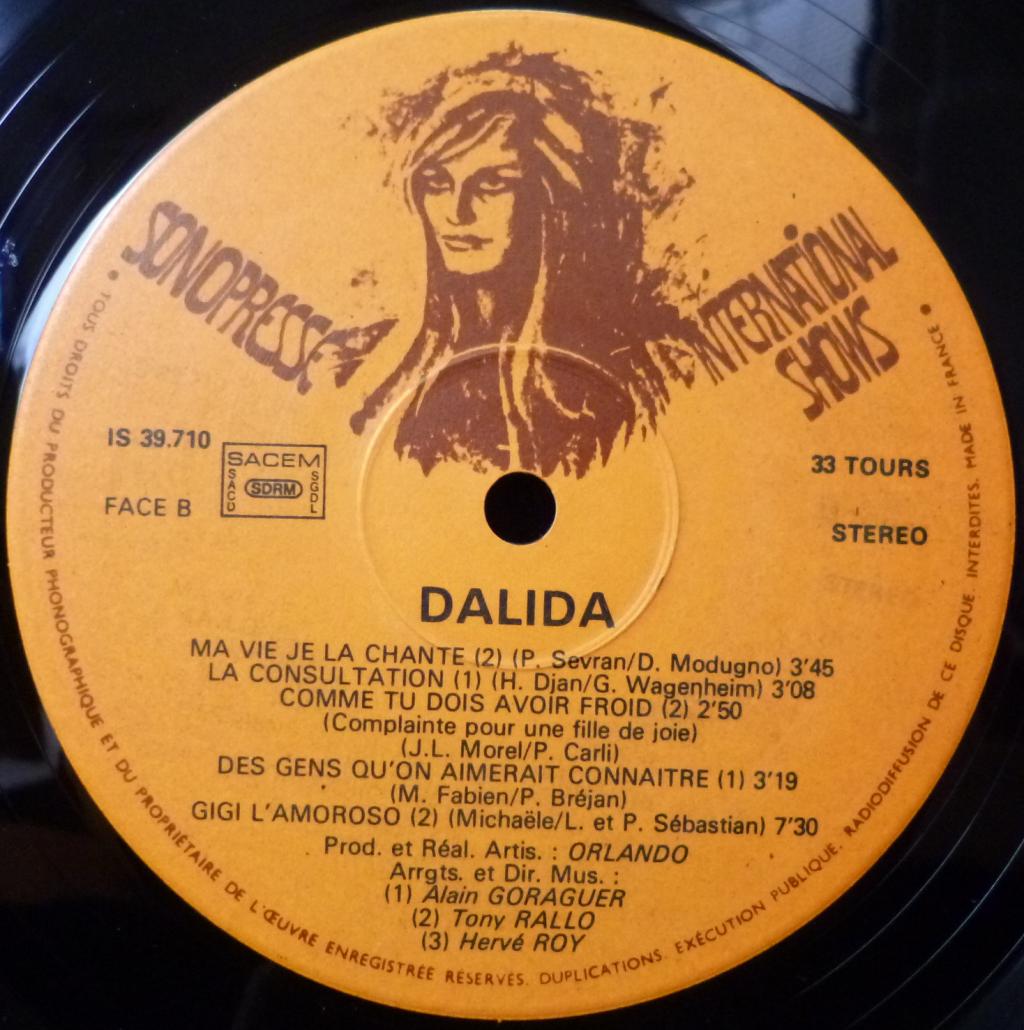 SONOPRESSE
INTERNATIONAL
SHOWS
IS 39.710
SACEM
SACD
SDRM
SGDL
FACE B
33 TOURS
STEREO
DALIDA
MA VIE JE LA CHANTE (2) (P. Sevran/D. Modugno) 3'45
LA CONSULTATION (1) (H. Djan/G. Wagenheim) 3'08
COMME TU DOIS AVOIR FROID (2) 2'50
(Complainte pour une fille de joie)
(J.L. Morel/P. Carli)
DES GENS QU'ON AIMERAIT CONNAITRE (1) 3'19
(M. Fabien/P. Bréjan)
GIGI L'AMOROSO (2) (Michaële/L. et P. Sébastian) 7'30
Prod. et Réal. Artis. : ORLANDO
Arrgts. et Dir. Mus. :
(1) Alain GORAGUER
(2) Tony RALLO
(3) Hervé ROY
• TOUS DROITS DU PRODUCTEUR PHONOGRAPHIQUE ET DU PROPRIÉTAIRE DE L'ŒUVRE ENREGISTRÉE RÉSERVÉS. DUPLICATIONS. EXÉCUTION PUBLIQUE. RADIODIFFUSION DE CE DISQUE. INTERDITES. MADE IN FRANCE •